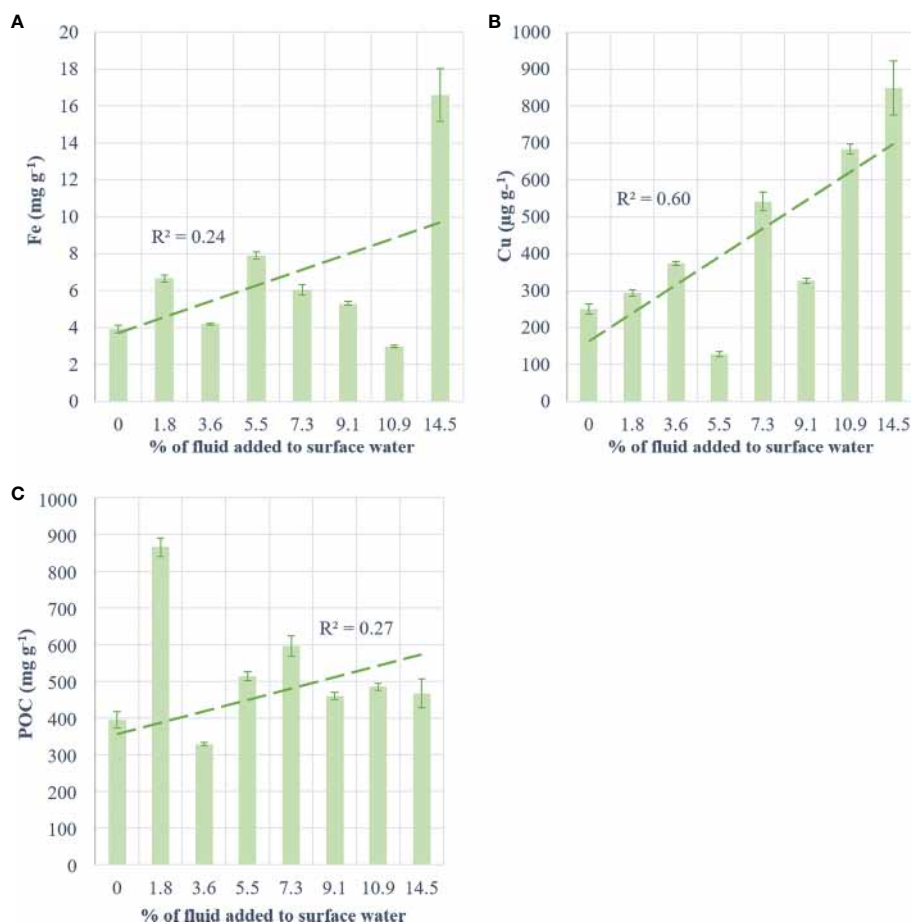 A
Fe (mg g⁻¹)
20
18
16
14
12
10
8
6
4
2
0
R² = 0.24
0 1.8 3.6 5.5 7.3 9.1 10.9 14.5
% of fluid added to surface water
B
Cu (µg g-¹)
1000
900
800
700
600
500
400
300
200
100
0
R² = 0.60
0 1.8 3.6 5.5 7.3 9.1 10.9 14.5
% of fluid added to surface water
C
POC (mg g⁻¹)
1000
900
800
700
600
500
400
300
200
100
0
R² = 0.27
0 1.8 3.6 5.5 7.3 9.1 10.9 14.5
% of fluid added to surface water